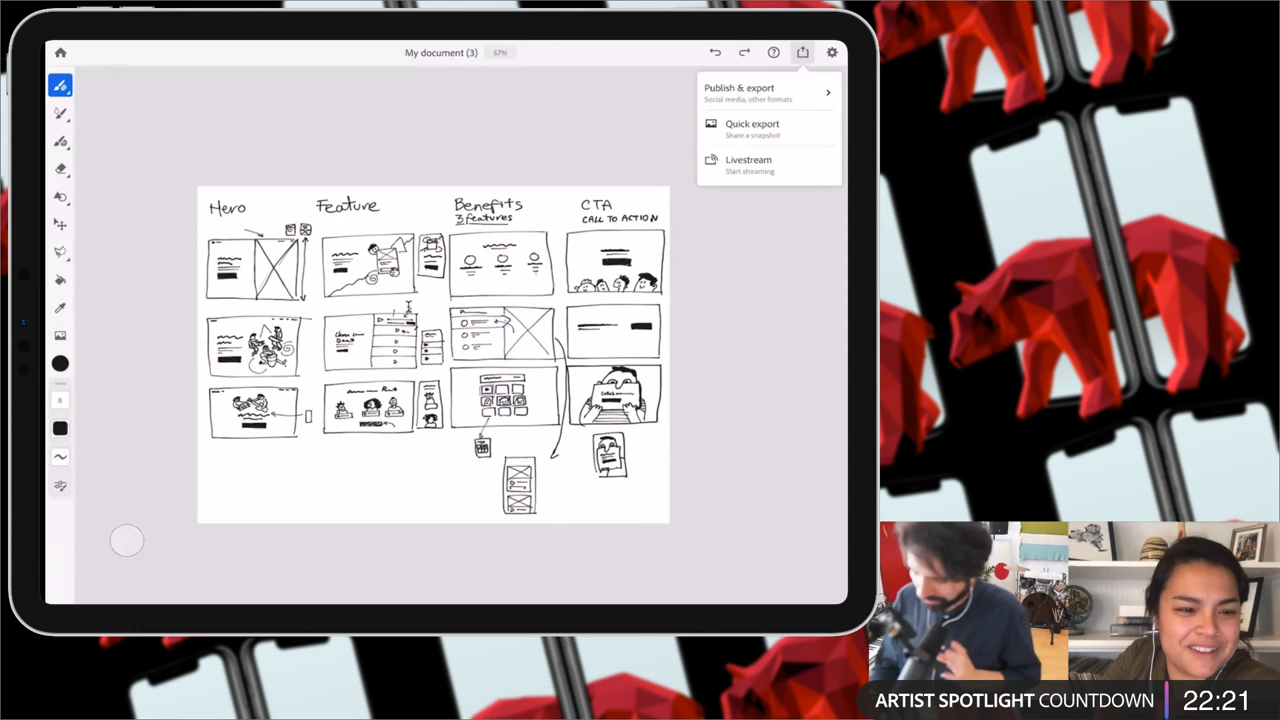 My document (3) 57%
Publish & export
Social media, other formats
Quick export
Share a snapshot
Livestream
Start streaming
Hero
Feature
Benefits
3 features
CTA
CALL TO ACTION
8
ARTIST SPOTLIGHT COUNTDOWN 22:21